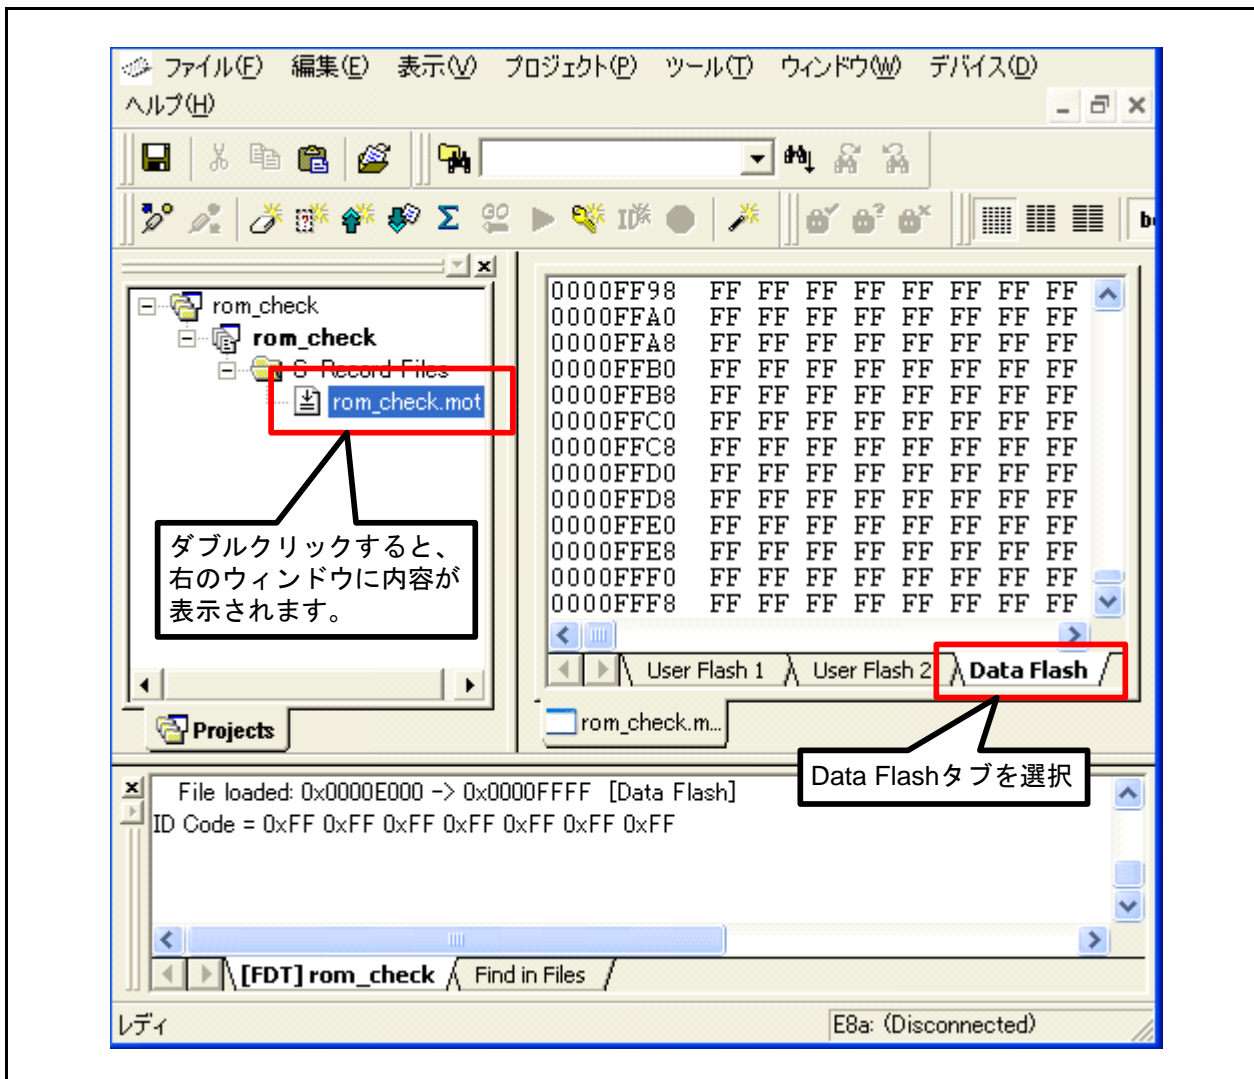 ファイル(F) 編集(E) 表示(V) プロジェクト(P) ツール(T) ウィンドウ(W) デバイス(D)
ヘルプ(H)
rom_check
rom_check
S-Record Files
rom_check.mot
ダブルクリックすると、
右のウィンドウに内容が
表示されます。
Projects
0000FF98 FF FF FF FF FF FF FF FF
0000FFA0 FF FF FF FF FF FF FF FF
0000FFA8 FF FF FF FF FF FF FF FF
0000FFB0 FF FF FF FF FF FF FF FF
0000FFB8 FF FF FF FF FF FF FF FF
0000FFC0 FF FF FF FF FF FF FF FF
0000FFC8 FF FF FF FF FF FF FF FF
0000FFD0 FF FF FF FF FF FF FF FF
0000FFD8 FF FF FF FF FF FF FF FF
0000FFE0 FF FF FF FF FF FF FF FF
0000FFE8 FF FF FF FF FF FF FF FF
0000FFF0 FF FF FF FF FF FF FF FF
0000FFF8 FF FF FF FF FF FF FF FF
User Flash 1 User Flash 2 Data Flash
rom_check.m...
Data Flashタブを選択
File loaded: 0x0000E000 -> 0x0000FFFF [Data Flash]
ID Code = 0xFF 0xFF 0xFF 0xFF 0xFF 0xFF 0xFF
[FDT] rom_check Find in Files
レディ E8a: (Disconnected)